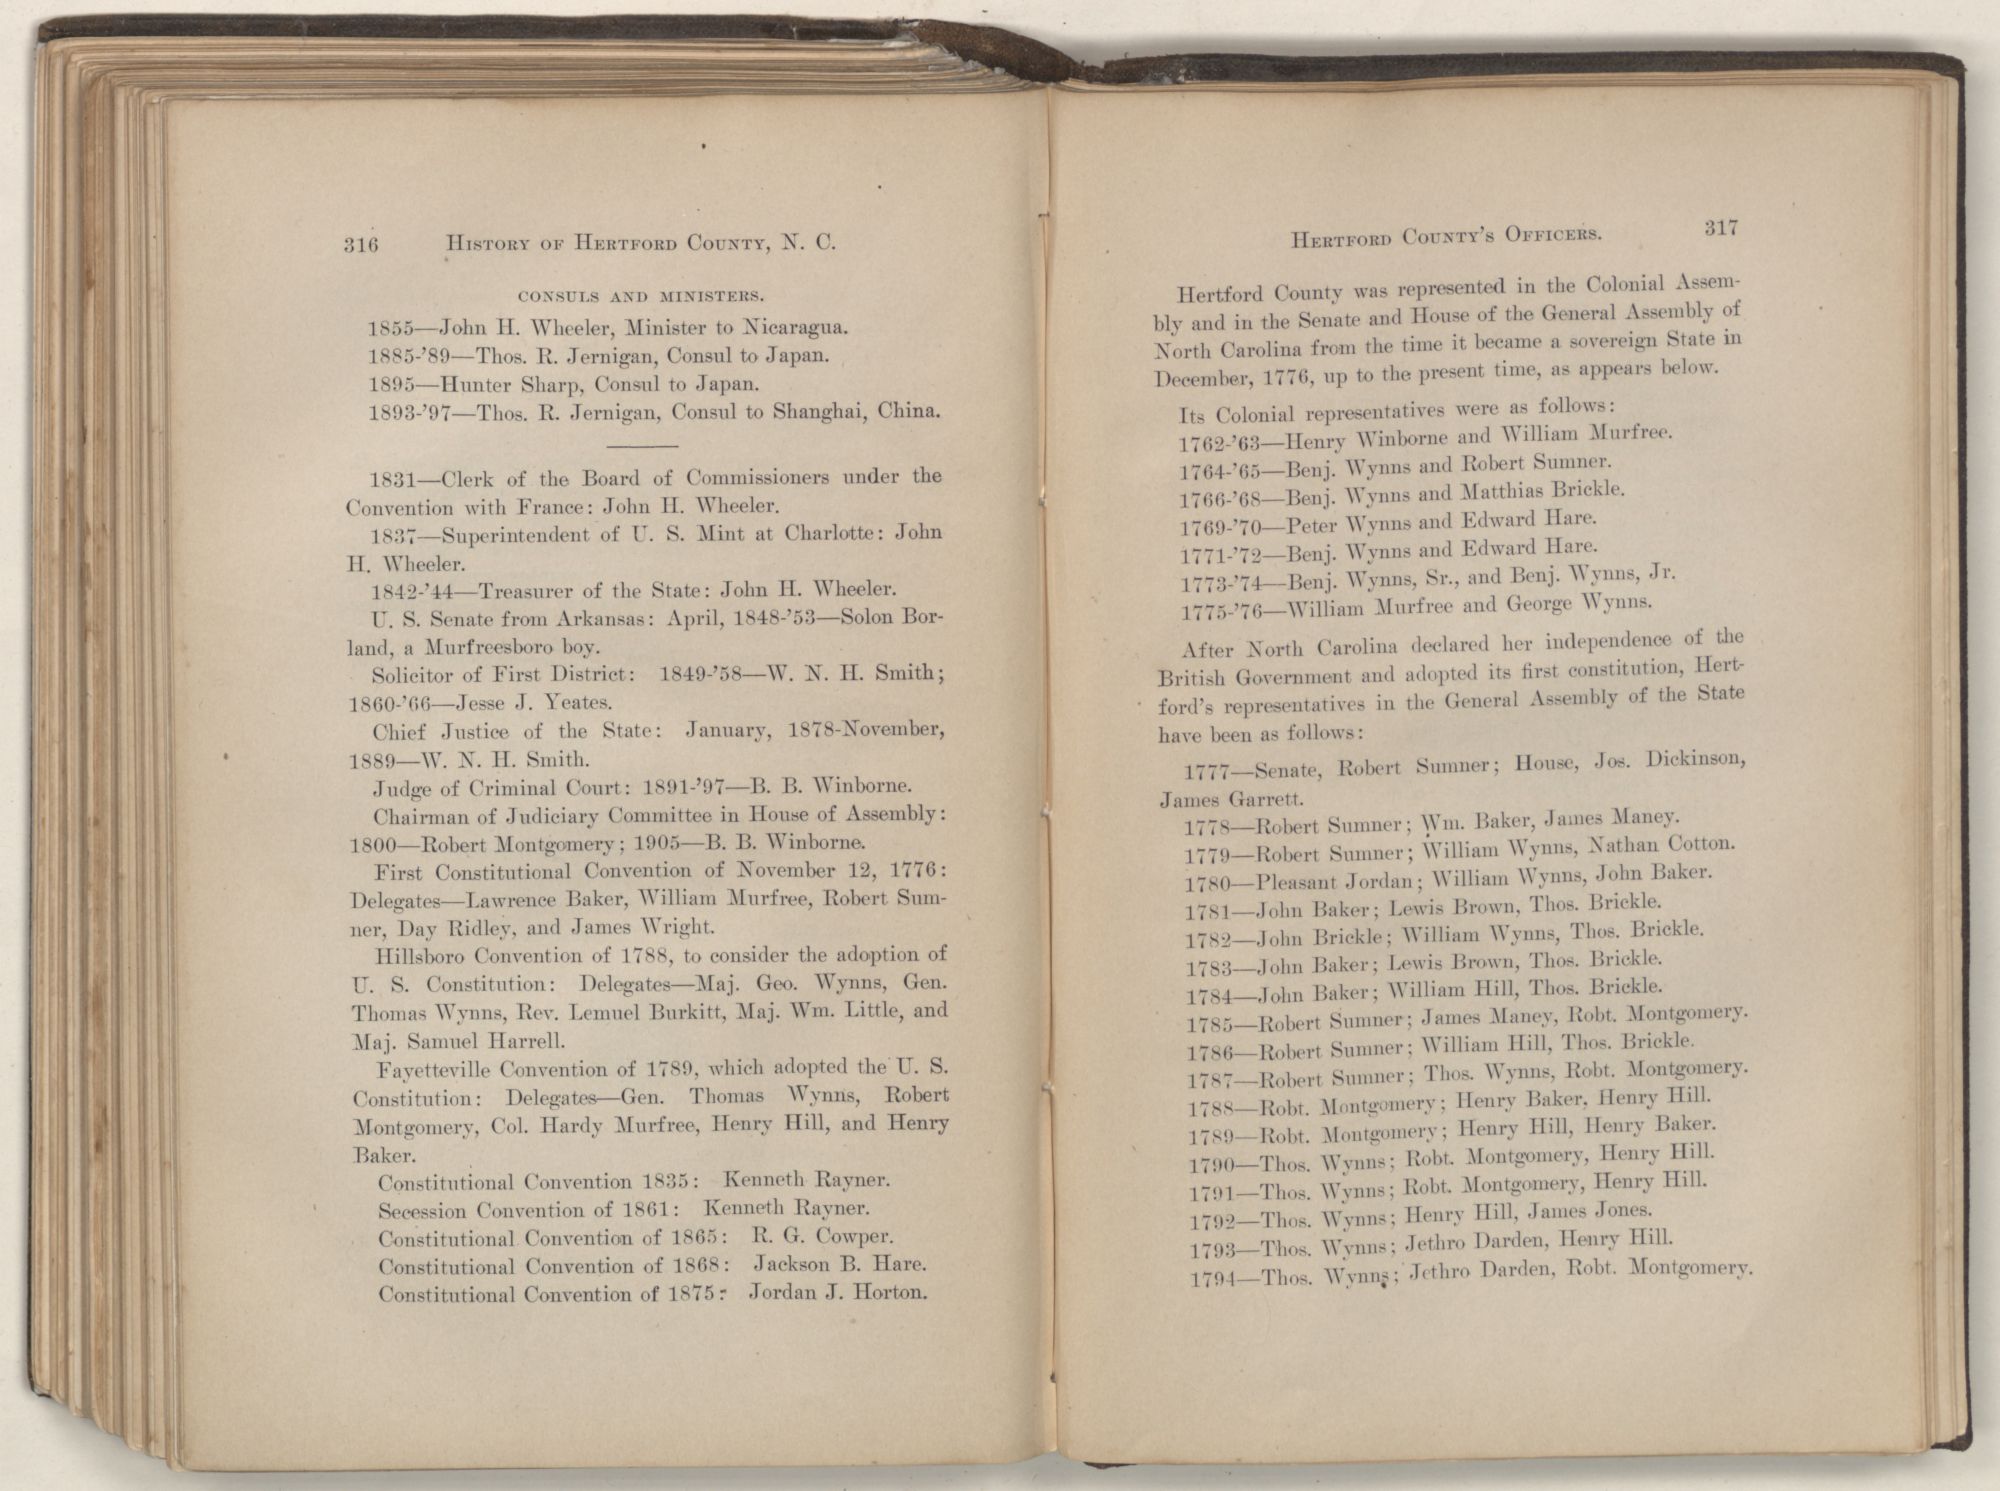 316 HISTORY OF HERTFORD COUNTY, N. C.
CONSULS AND MINISTERS.
1855—John H. Wheeler, Minister to Nicaragua.
1885-'89—Thos. R. Jernigan, Consul to Japan.
1895—Hunter Sharp, Consul to Japan.
1893-'97—Thos. R. Jernigan, Consul to Shanghai, China.
1831—Clerk of the Board of Commissioners under the
Convention with France: John H. Wheeler.
1837—Superintendent of U. S. Mint at Charlotte: John
H. Wheeler.
1842-'44—Treasurer of the State: John H. Wheeler.
U. S. Senate from Arkansas: April, 1848-'53—Solon Bor-
land, a Murfreesboro boy.
Solicitor of First District: 1849-'58—W. N. H. Smith;
1860-'66—Jesse J. Yeates.
Chief Justice of the State: January, 1878-November,
1889—W. N. H. Smith.
Judge of Criminal Court: 1891-'97—B. B. Winborne.
Chairman of Judiciary Committee in House of Assembly:
1800—Robert Montgomery; 1905—B. B. Winborne.
First Constitutional Convention of November 12, 1776:
Delegates—Lawrence Baker, William Murfree, Robert Sum-
ner, Day Ridley, and James Wright.
Hillsboro Convention of 1788, to consider the adoption of
U. S. Constitution: Delegates—Maj. Geo. Wynns, Gen.
Thomas Wynns, Rev. Lemuel Burkitt, Maj. Wm. Little, and
Maj. Samuel Harrell.
Fayetteville Convention of 1789, which adopted the U. S.
Constitution: Delegates—Gen. Thomas Wynns, Robert
Montgomery, Col. Hardy Murfree, Henry Hill, and Henry
Baker.
Constitutional Convention 1835: Kenneth Rayner.
Secession Convention of 1861: Kenneth Rayner.
Constitutional Convention of 1865: R. G. Cowper.
Constitutional Convention of 1868: Jackson B. Hare.
Constitutional Convention of 1875: Jordan J. Horton.
HERTFORD COUNTY'S OFFICERS. 317
Hertford County was represented in the Colonial Assem-
bly and in the Senate and House of the General Assembly of
North Carolina from the time it became a sovereign State in
December, 1776, up to the present time, as appears below.
Its Colonial representatives were as follows:
1762-'63—Henry Winborne and William Murfree.
1764-'65—Benj. Wynns and Robert Sumner.
1766-'68—Benj. Wynns and Matthias Brickle.
1769-'70—Peter Wynns and Edward Hare.
1771-'72—Benj. Wynns and Edward Hare.
1773-'74—Benj. Wynns, Sr., and Benj. Wynns, Jr.
1775-'76—William Murfree and George Wynns.
After North Carolina declared her independence of the
British Government and adopted its first constitution, Hert-
ford's representatives in the General Assembly of the State
have been as follows:
1777—Senate, Robert Sumner; House, Jos. Dickinson,
James Garrett.
1778—Robert Sumner; Wm. Baker, James Maney.
1779—Robert Sumner; William Wynns, Nathan Cotton.
1780—Pleasant Jordan; William Wynns, John Baker.
1781—John Baker; Lewis Brown, Thos. Brickle.
1782—John Brickle; William Wynns, Thos. Brickle.
1783—John Baker; Lewis Brown, Thos. Brickle.
1784—John Baker; William Hill, Thos. Brickle.
1785—Robert Sumner; James Maney, Robt. Montgomery.
1786—Robert Sumner; William Hill, Thos. Brickle.
1787—Robert Sumner; Thos. Wynns, Robt. Montgomery.
1788—Robt. Montgomery; Henry Baker, Henry Hill.
1789—Robt. Montgomery; Henry Hill, Henry Baker.
1790—Thos. Wynns; Robt. Montgomery, Henry Hill.
1791—Thos. Wynns; Robt. Montgomery, Henry Hill.
1792—Thos. Wynns; Henry Hill, James Jones.
1793—Thos. Wynns; Jethro Darden, Henry Hill.
1794—Thos. Wynns; Jethro Darden, Robt. Montgomery.